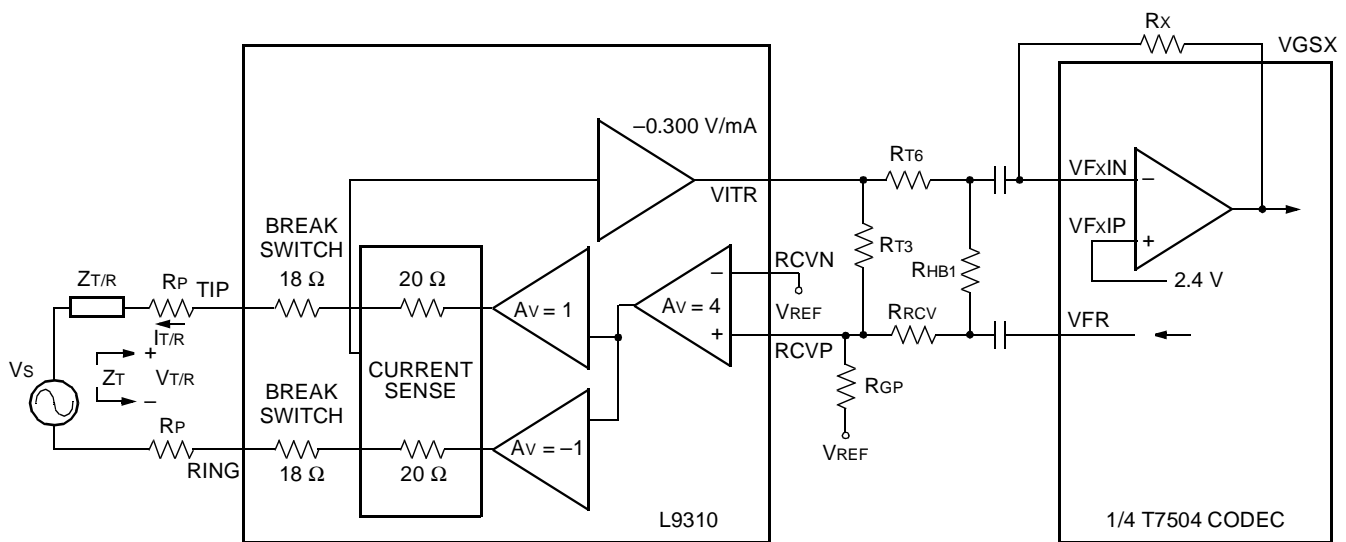 RX
VGSX
–0.300 V/mA
VITR
RT6
VFXIN
−
VFXIP
+
2.4 V
BREAK
SWITCH
18 Ω
20 Ω
AV = 1
AV = 4
−
+
RCVN
VREF
RCVP
RT3
RHB1
RRCV
VFR
ZT/R
RP
TIP
IT/R
VS
ZT
+
VT/R
−
CURRENT
SENSE
BREAK
SWITCH
RP
RING
18 Ω
20 Ω
AV = –1
RGP
VREF
L9310
1/4 T7504 CODEC